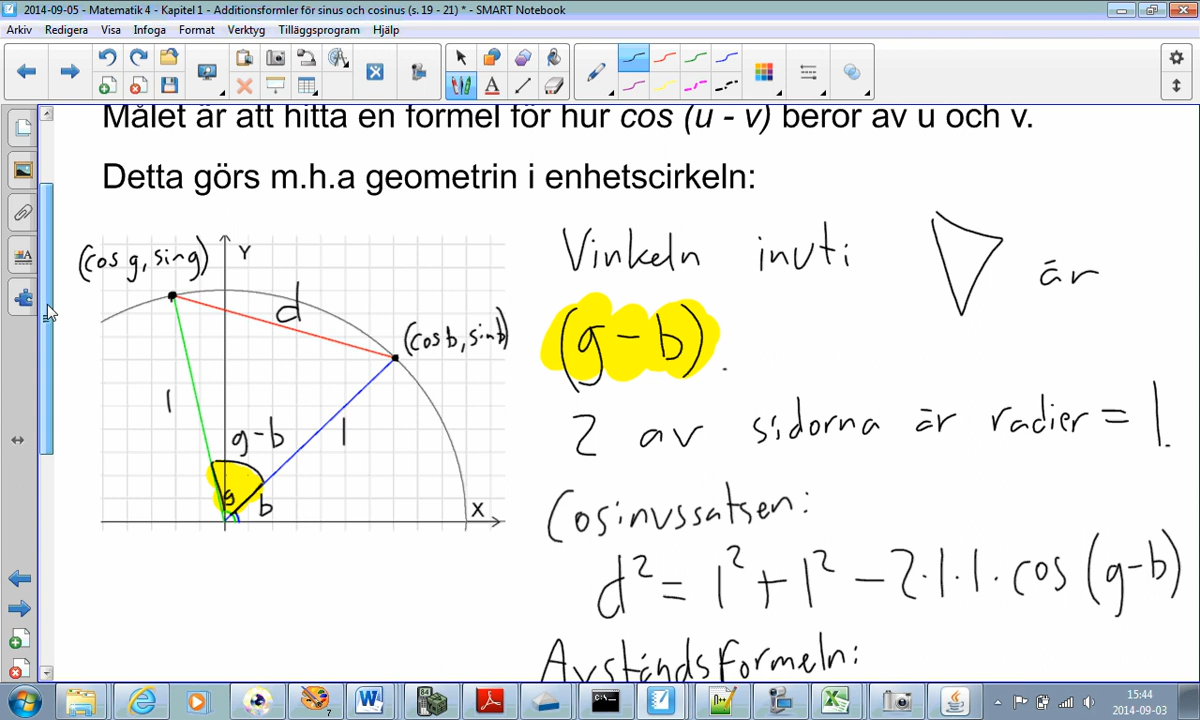 2014-09-05 - Matematik 4 - Kapitel 1 - Additionsformler för sinus och cosinus (s. 19 - 21) * - SMART Notebook
Arkiv Redigera Visa Infoga Format Verktyg Tilläggsprogram Hjälp
Målet är att hitta en formel för hur cos (u - v) beror av u och v.
Detta görs m.h.a geometrin i enhetscirkeln:
(cos g, sin g)
Y
d
(cos b, sin b)
1
g-b
1
g
b
X
Vinkeln inuti är
(g - b).
2 av sidorna är radier = 1.
Cosinussatsen:
d² = 1² + 1² - 2·1·1·cos (g-b)
Avståndsformeln:
15:44
2014-09-03